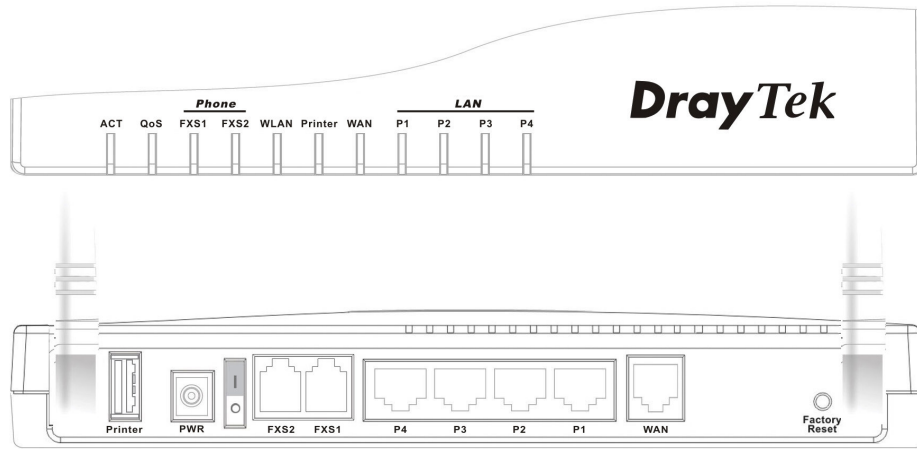 DrayTek
Phone LAN
ACT QoS FXS1 FXS2 WLAN Printer WAN P1 P2 P3 P4
Printer PWR FXS2 FXS1 P4 P3 P2 P1 WAN Factory
Reset